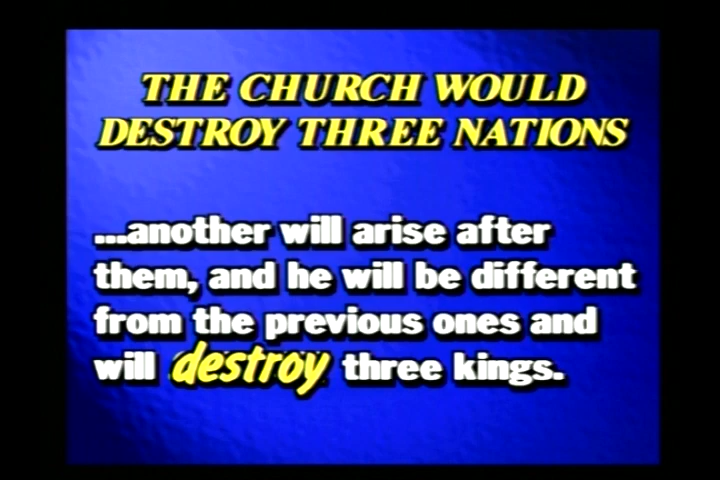 THE CHURCH WOULD
DESTROY THREE NATIONS
...another will arise after
them, and he will be different
from the previous ones and
will destroy three kings.